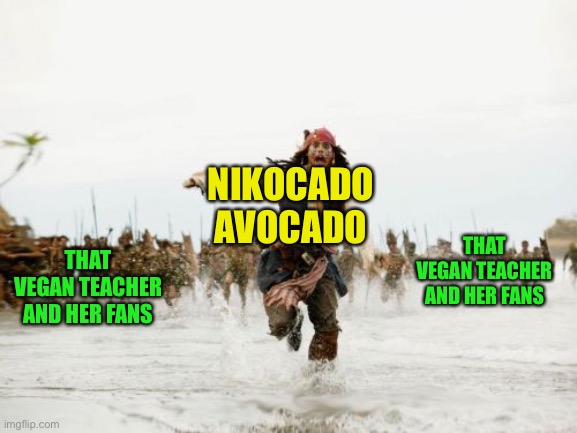 NIKOCADO
AVOCADO
THAT
VEGAN TEACHER
AND HER FANS
THAT
VEGAN TEACHER
AND HER FANS
imgflip.com